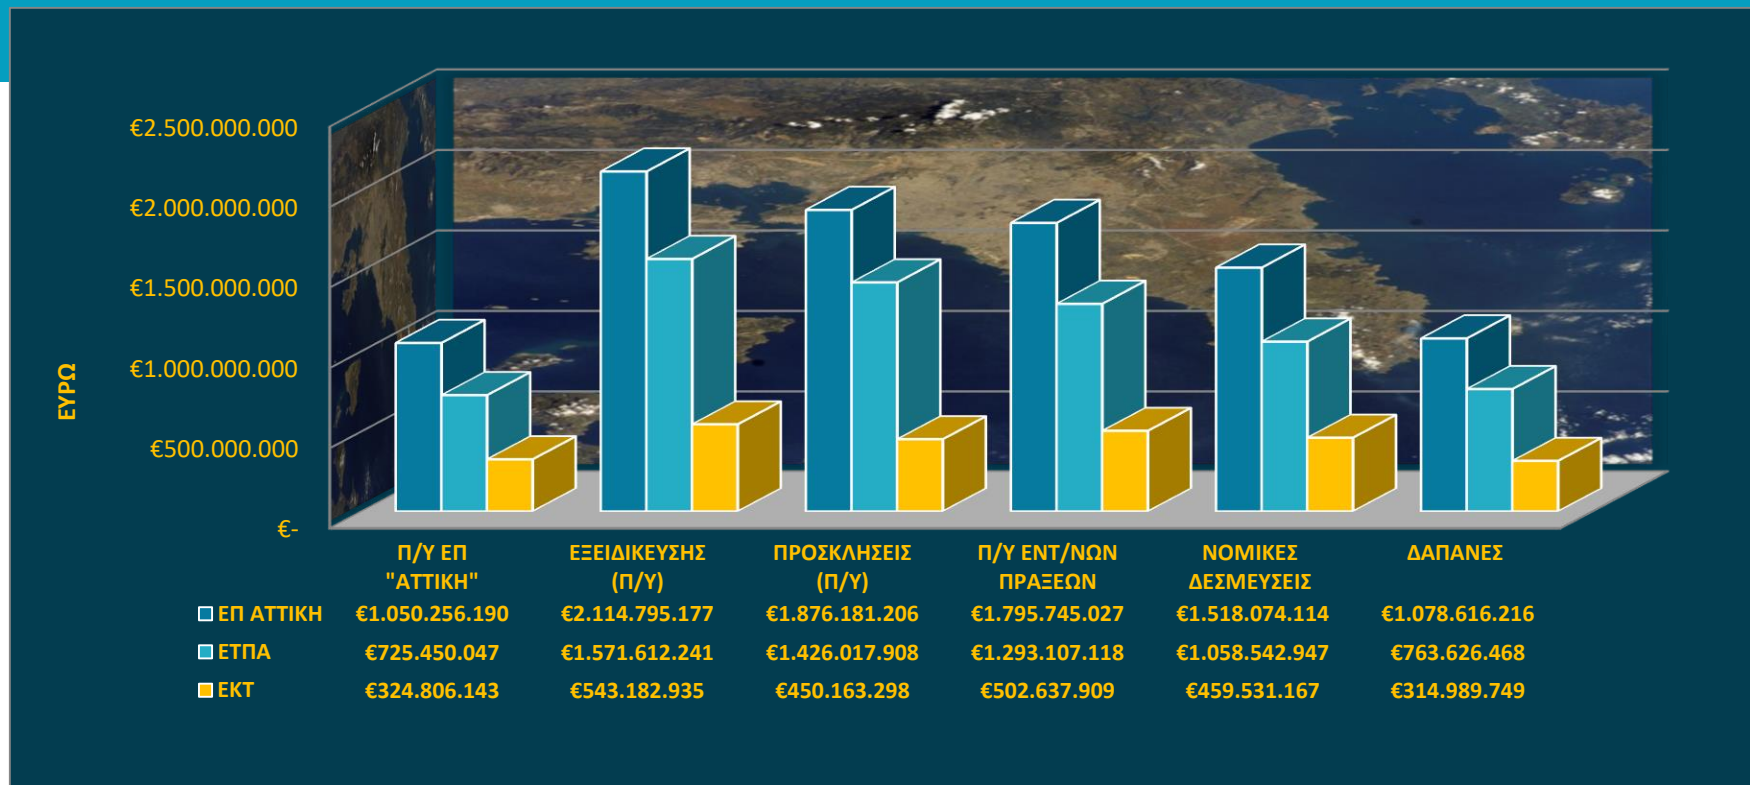 €2.500.000.000
€2.000.000.000
€1.500.000.000
€1.000.000.000
€500.000.000
€-
ΕΥΡΩ
Π/Υ ΕΠ "ΑΤΤΙΚΗ"
ΕΞΕΙΔΙΚΕΥΣΗΣ (Π/Υ)
ΠΡΟΣΚΛΗΣΕΙΣ (Π/Υ)
Π/Υ ΕΝΤ/ΝΩΝ ΠΡΑΞΕΩΝ
ΝΟΜΙΚΕΣ ΔΕΣΜΕΥΣΕΙΣ
ΔΑΠΑΝΕΣ
ΕΠ ΑΤΤΙΚΗ €1.050.256.190 €2.114.795.177 €1.876.181.206 €1.795.745.027 €1.518.074.114 €1.078.616.216
ΕΤΠΑ €725.450.047 €1.571.612.241 €1.426.017.908 €1.293.107.118 €1.058.542.947 €763.626.468
ΕΚΤ €324.806.143 €543.182.935 €450.163.298 €502.637.909 €459.531.167 €314.989.749